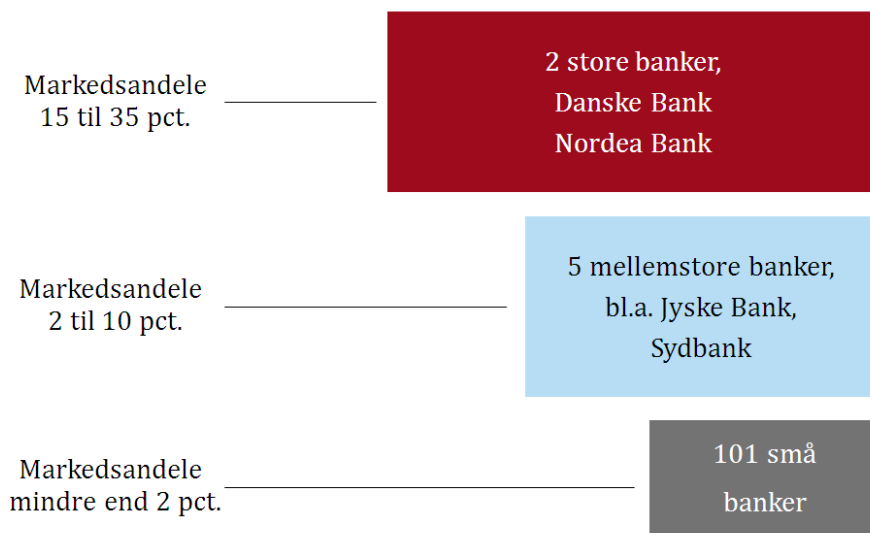 Markedsandele
15 til 35 pct.
2 store banker,
Danske Bank
Nordea Bank
Markedsandele
2 til 10 pct.
5 mellemstore banker,
bl.a. Jyske Bank,
Sydbank
Markedsandele
mindre end 2 pct.
101 små
banker